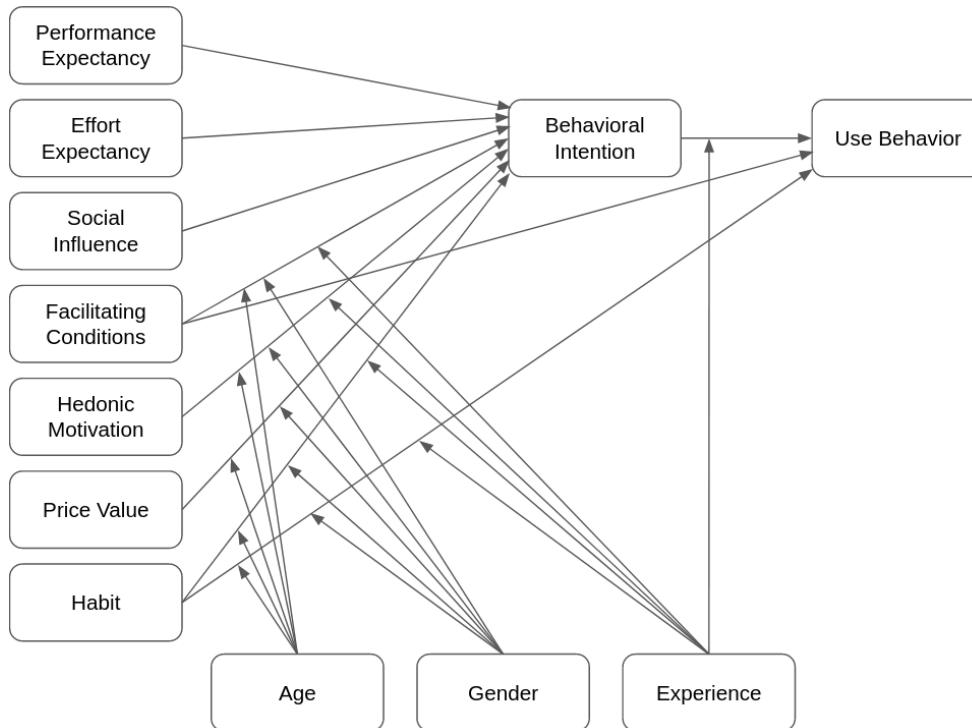 Performance
Expectancy
Effort
Expectancy
Social
Influence
Facilitating
Conditions
Hedonic
Motivation
Price Value
Habit
Behavioral
Intention
Use Behavior
Age
Gender
Experience